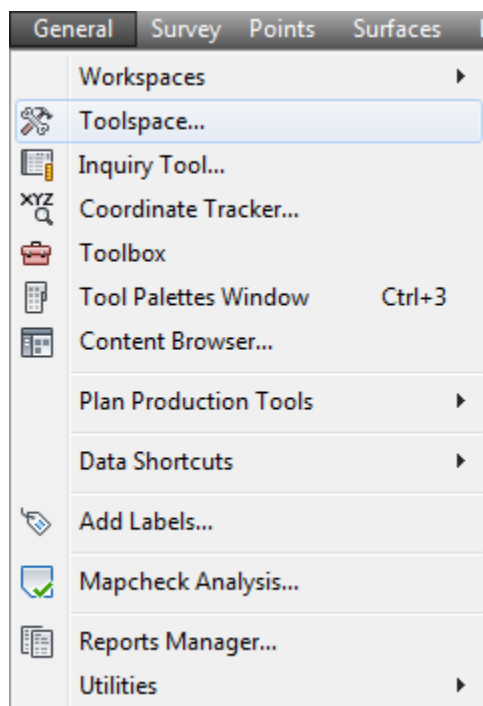 General Survey Points Surfaces
Workspaces
Toolspace...
Inquiry Tool...
XYZ Coordinate Tracker...
Toolbox
Tool Palettes Window Ctrl+3
Content Browser...
Plan Production Tools
Data Shortcuts
Add Labels...
Mapcheck Analysis...
Reports Manager...
Utilities